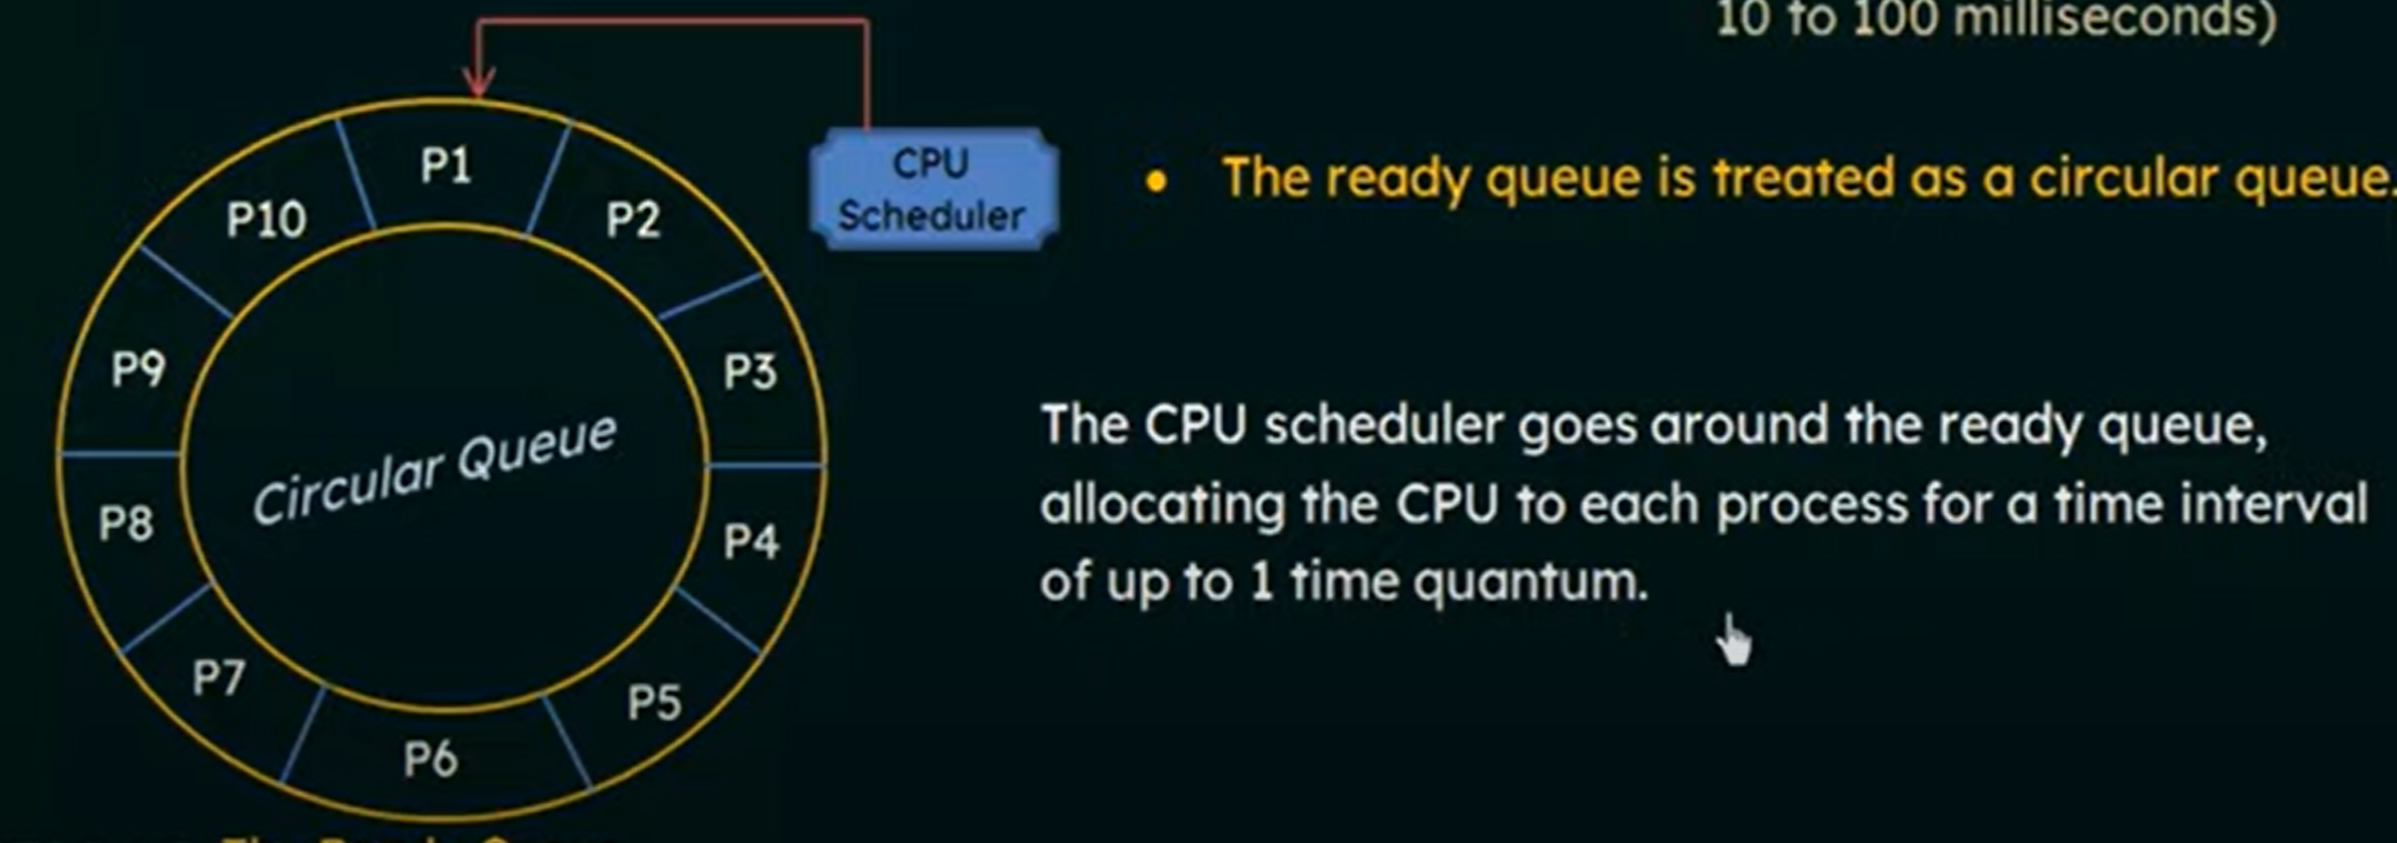 10 to 100 milliseconds)
P1
P2
P3
P4
P5
P6
P7
P8
P9
P10
Circular Queue
CPU
Scheduler
• The ready queue is treated as a circular queue.
The CPU scheduler goes around the ready queue,
allocating the CPU to each process for a time interval
of up to 1 time quantum.